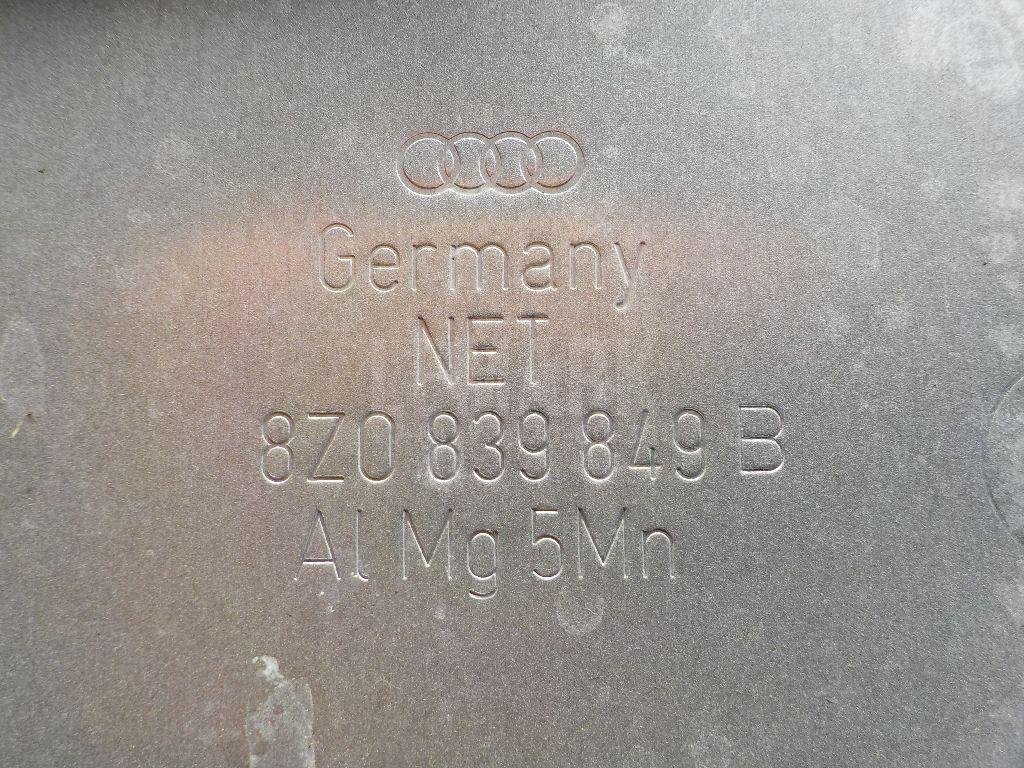 Germany
NET
8Z0 839 849 B
Al Mg 5Mn